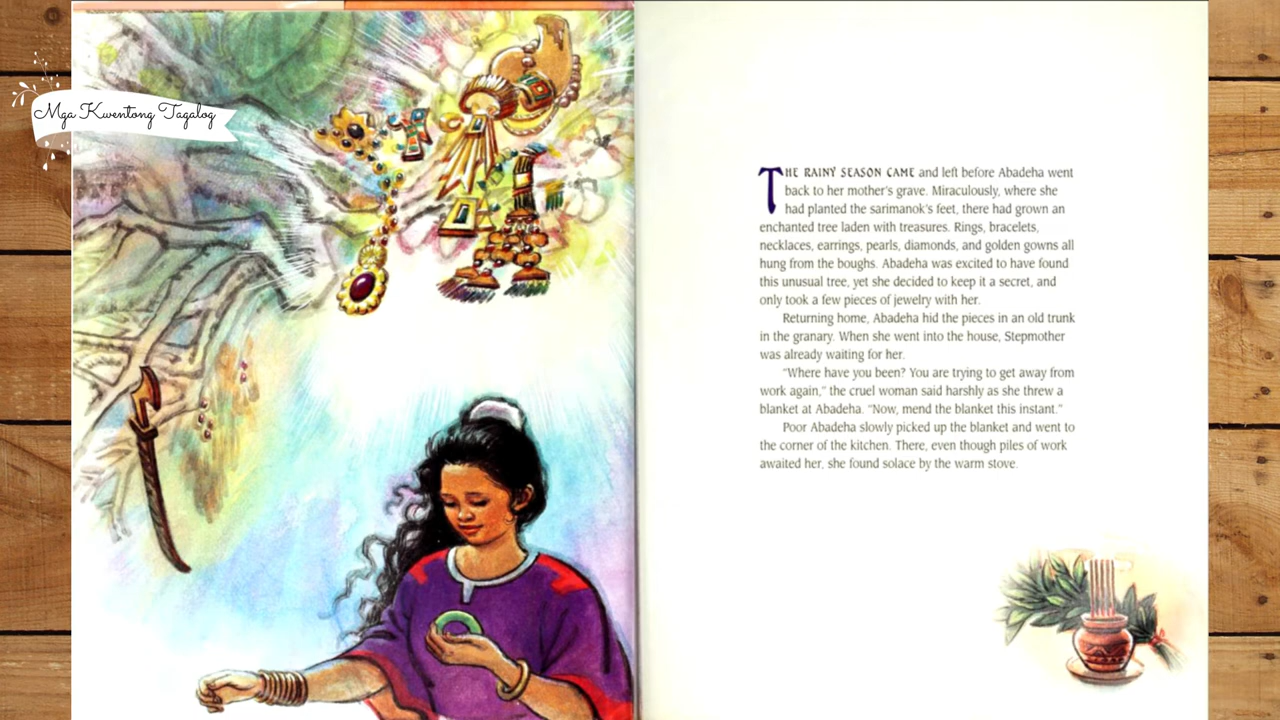 Mga Kwentong Tagalog
THE RAINY SEASON CAME and left before Abadeha went
back to her mother's grave. Miraculously, where she
had planted the sarimanok's feet, there had grown an
enchanted tree laden with treasures. Rings, bracelets,
necklaces, earrings, pearls, diamonds, and golden gowns all
hung from the boughs. Abadeha was excited to have found
this unusual tree, yet she decided to keep it a secret, and
only took a few pieces of jewelry with her.
Returning home, Abadeha hid the pieces in an old trunk
in the granary. When she went into the house, Stepmother
was already waiting for her.
“Where have you been? You are trying to get away from
work again,” the cruel woman said harshly as she threw a
blanket at Abadeha. “Now, mend the blanket this instant.”
Poor Abadeha slowly picked up the blanket and went to
the corner of the kitchen. There, even though piles of work
awaited her, she found solace by the warm stove.